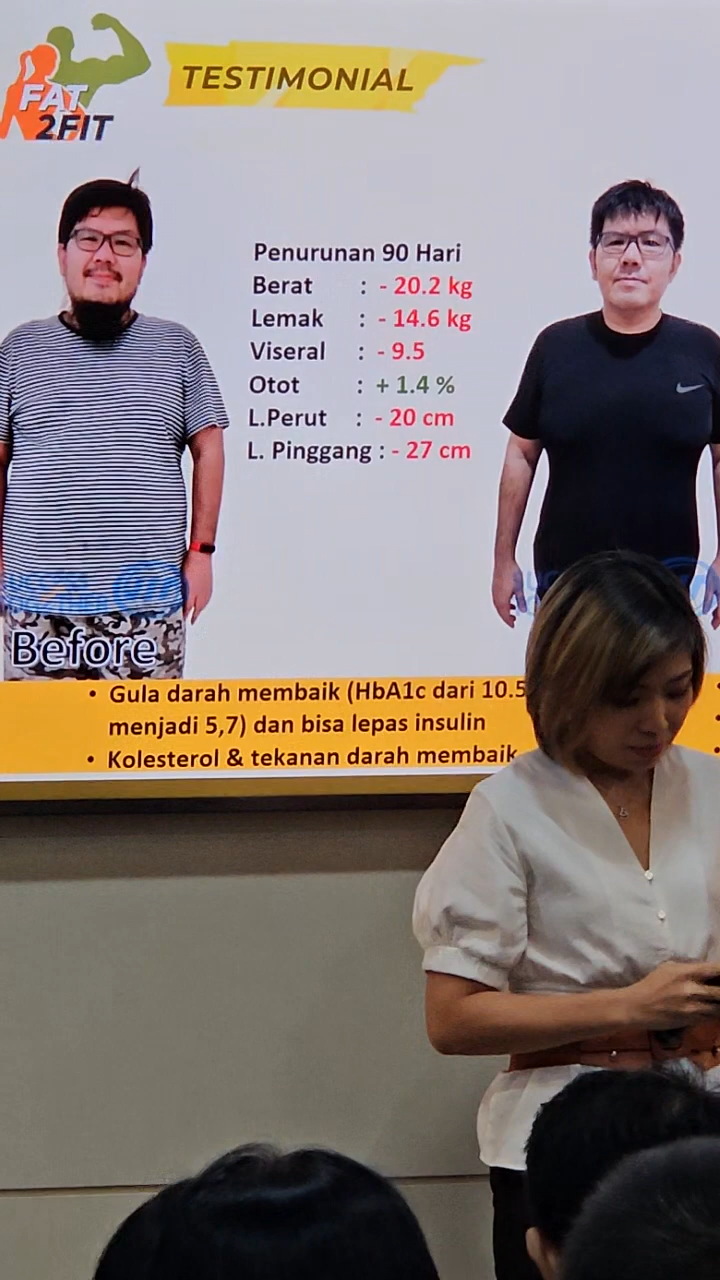 FAT
2FIT
TESTIMONIAL
Penurunan 90 Hari
Berat : - 20.2 kg
Lemak : - 14.6 kg
Viseral : - 9.5
Otot : + 1.4 %
L.Perut : - 20 cm
L. Pinggang : - 27 cm
Before
• Gula darah membaik (HbA1c dari 10.5
menjadi 5,7) dan bisa lepas insulin
• Kolesterol & tekanan darah membaik